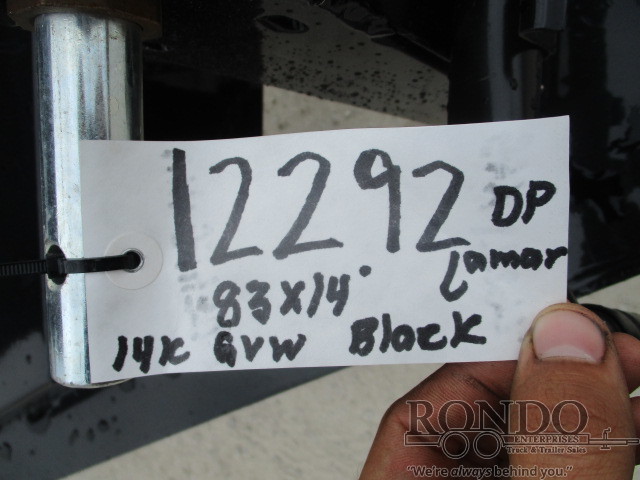 12292 DP
Lamar
83x14'
14K GVW Black
RONDO
ENTERPRISES
Truck & Trailer Sales
"We're always behind you."